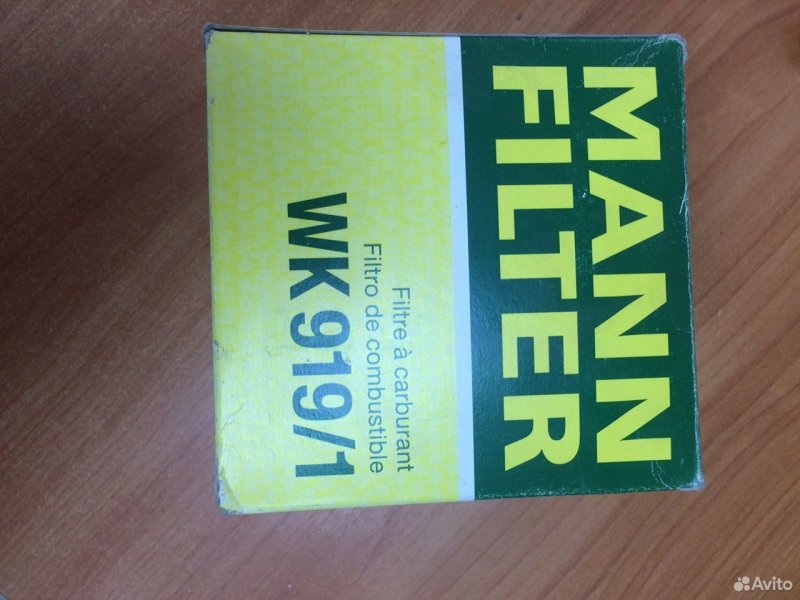 MANN
FILTER
Filtre à carburant
Filtro de combustible
WK 919/1
Avito